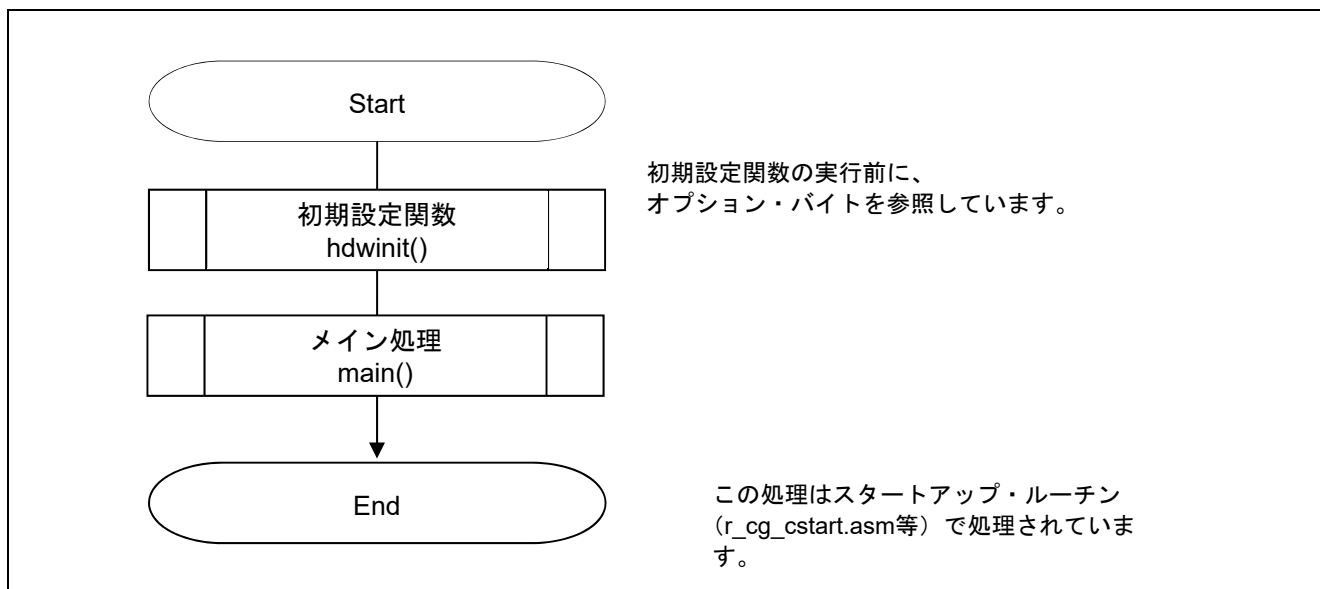 Start
初期設定関数の実行前に、
オプション・バイトを参照しています。
初期設定関数
hdwinit()
メイン処理
main()
End
この処理はスタートアップ・ルーチン
（r_cg_cstart.asm等）で処理されていま
す。